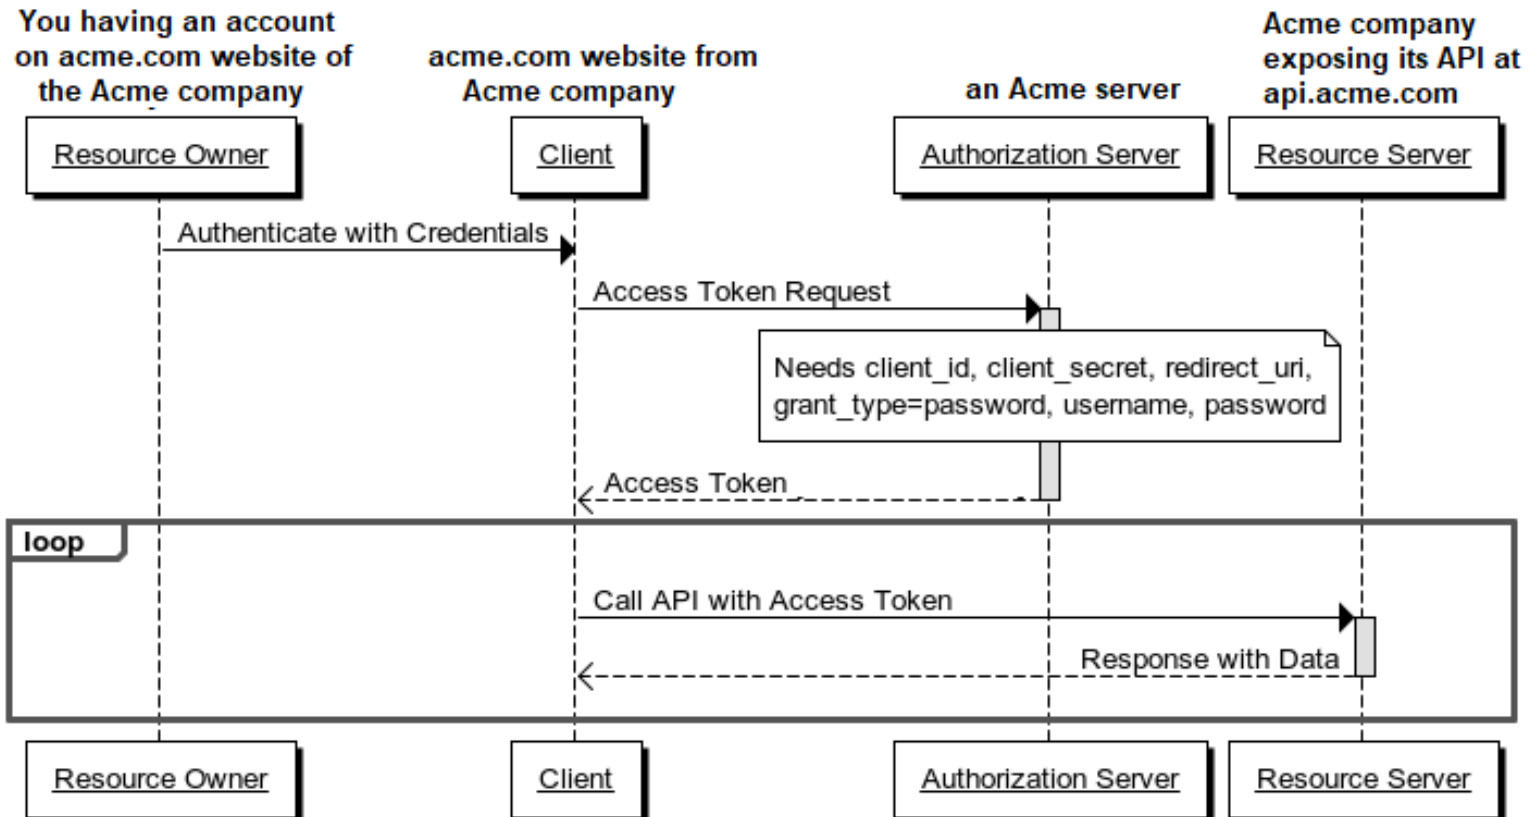 You having an account
on acme.com website of
the Acme company
acme.com website from
Acme company
an Acme server
Acme company
exposing its API at
api.acme.com
Resource Owner
Client
Authorization Server
Resource Server
Authenticate with Credentials
Access Token Request
Needs client_id, client_secret, redirect_uri,
grant_type=password, username, password
Access Token
loop
Call API with Access Token
Response with Data
Resource Owner
Client
Authorization Server
Resource Server